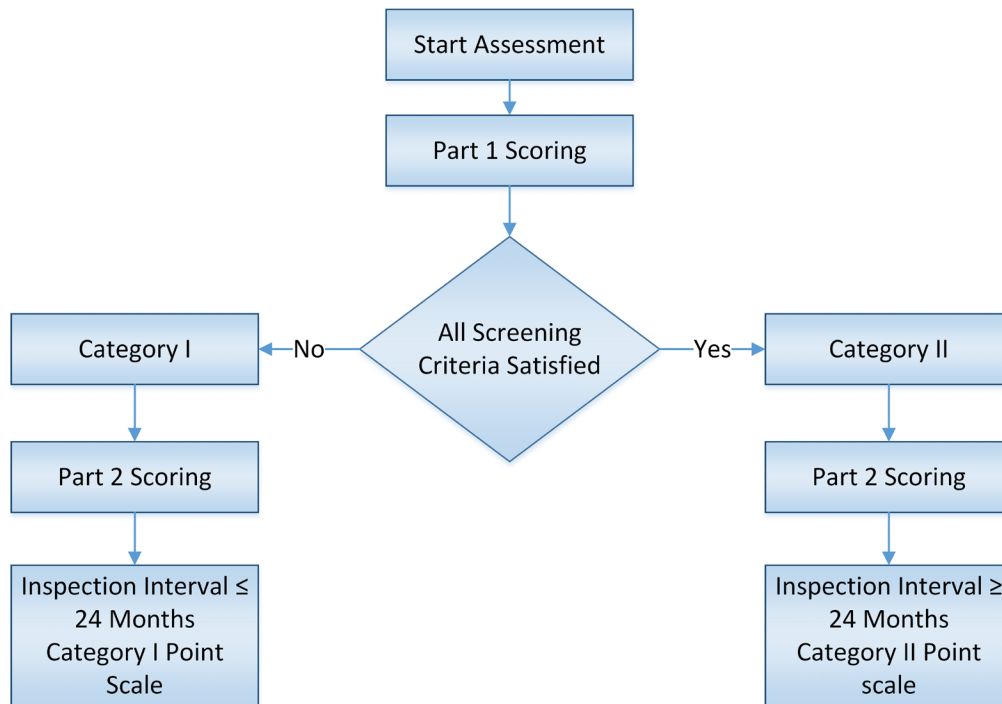 Start Assessment
Part 1 Scoring
All Screening
Criteria Satisfied
No
Yes
Category I
Category II
Part 2 Scoring
Part 2 Scoring
Inspection Interval ≤
24 Months
Category I Point
Scale
Inspection Interval ≥
24 Months
Category II Point
scale